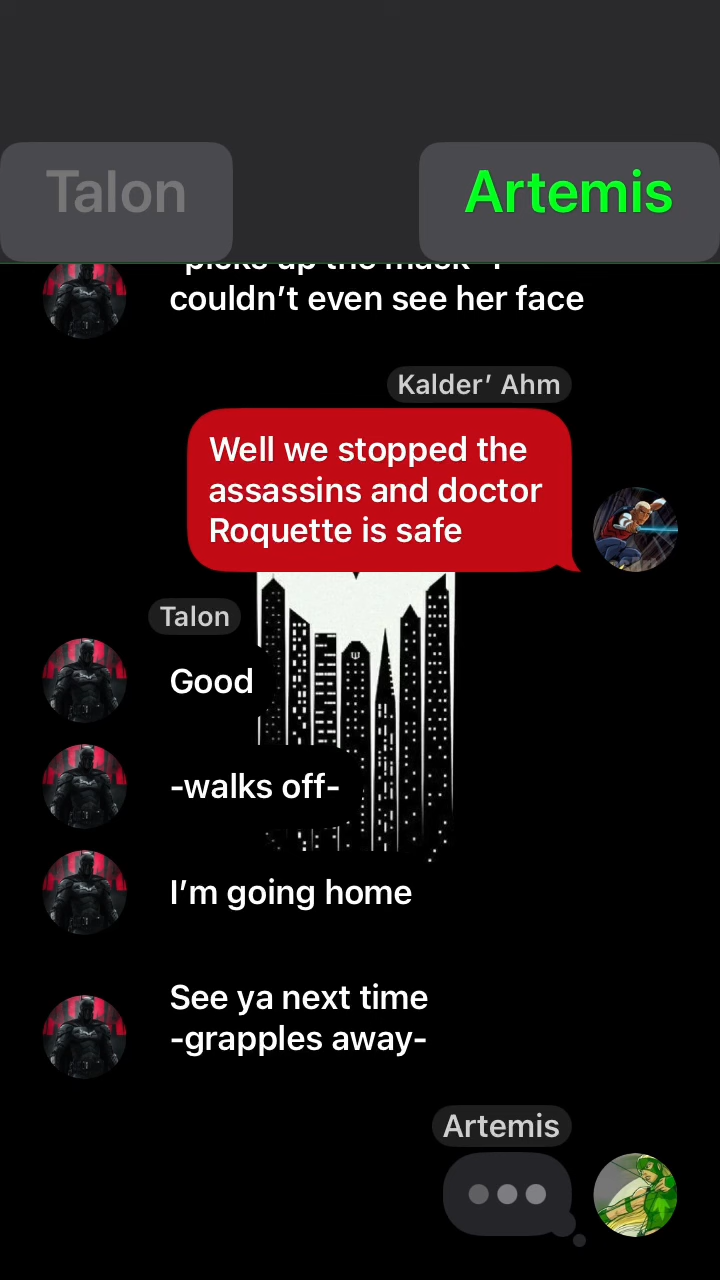 Talon
Artemis
couldn’t even see her face
Kalder’ Ahm
Well we stopped the
assassins and doctor
Roquette is safe
Talon
Good
-walks off-
I’m going home
See ya next time
-grapples away-
Artemis